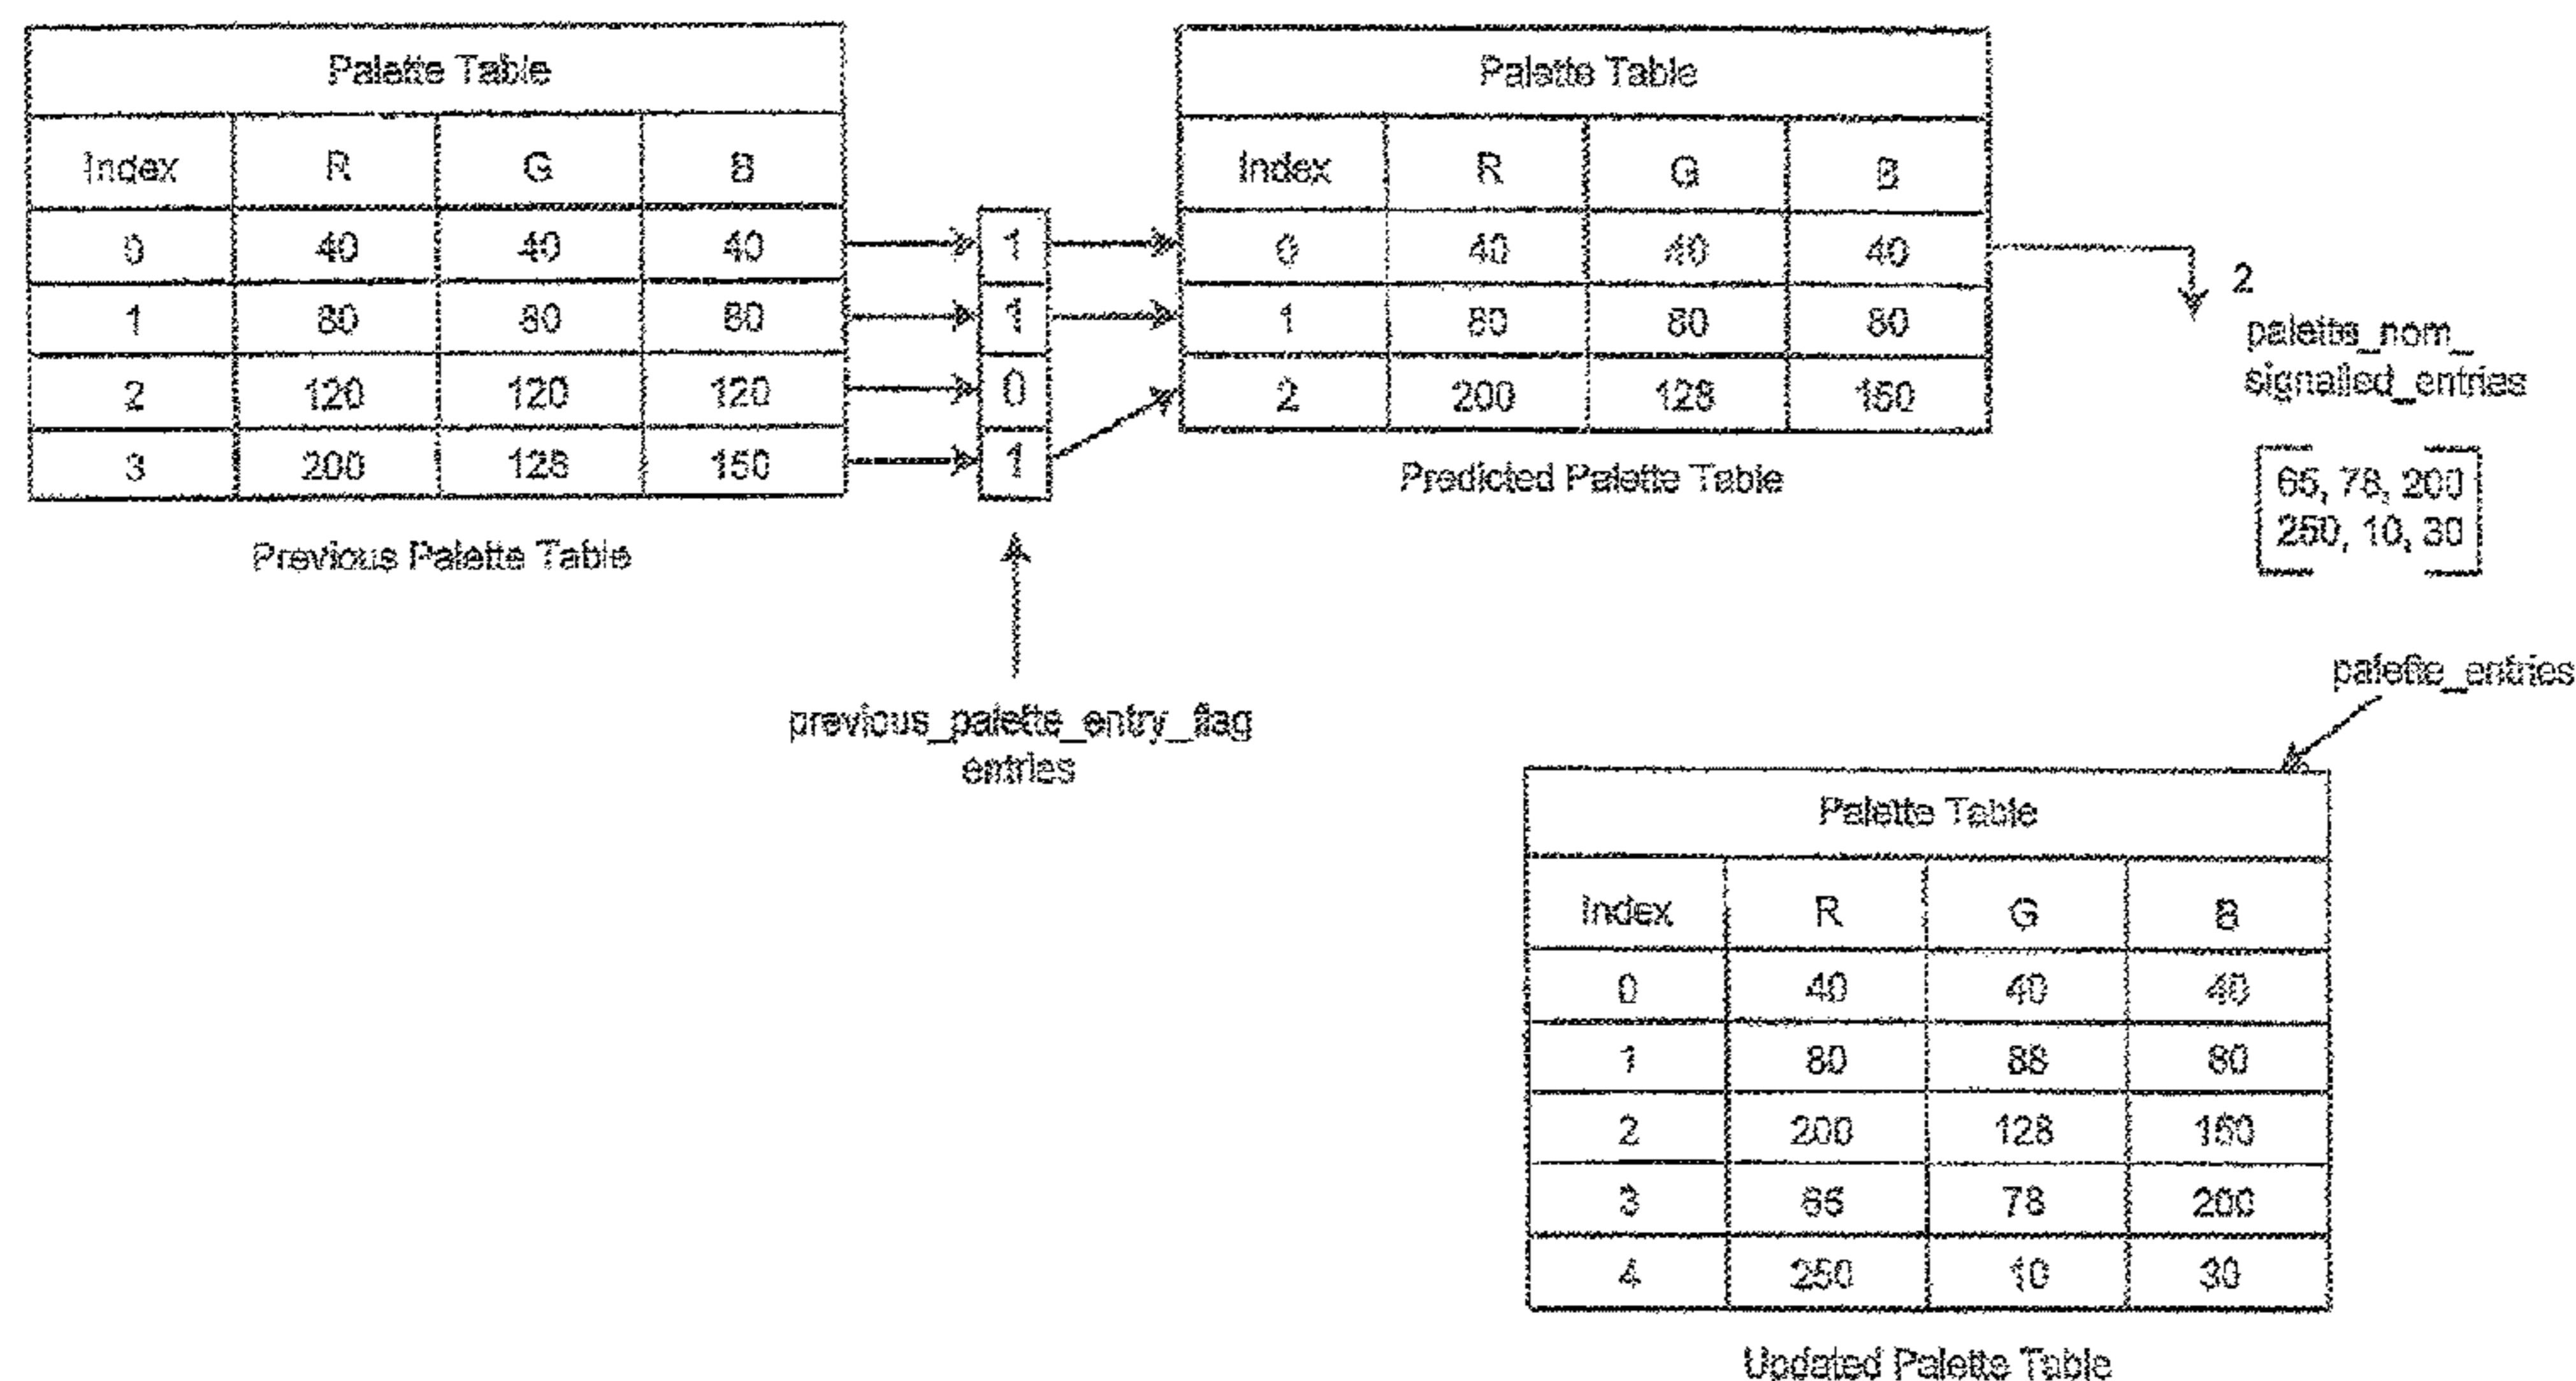 Palette Table
Index R G B
0 40 40 40
1 80 80 80
2 120 120 120
3 200 128 150
Previous Palette Table
1
1
0
1
previous_palette_entry_flag
entries
Palette Table
Index R G B
0 40 40 40
1 80 80 80
2 200 128 150
Predicted Palette Table
2
palette_nom_
signalled_entries
65, 78, 200
250, 10, 30
palette_entries
Palette Table
Index R G B
0 40 40 40
1 80 88 80
2 200 128 150
3 65 78 200
4 250 10 30
Updated Palette Table